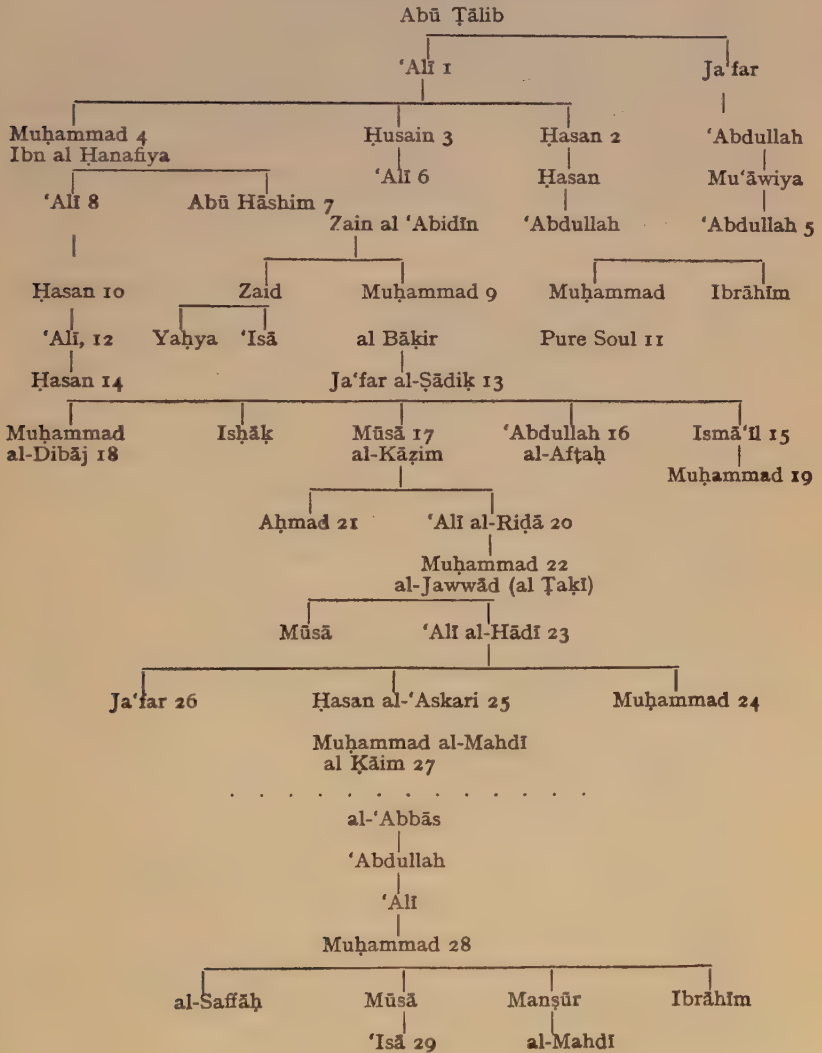 Abū Ṭālib
‘Alī 1 Ja‘far
Muḥammad 4 Ḥusain 3 Ḥasan 2 ‘Abdullah
Ibn al Ḥanafiya
‘Alī 6 Ḥasan Mu‘āwiya
‘Alī 8 Abū Hāshim 7
Zain al ‘Abidīn ‘Abdullah ‘Abdullah 5
Ḥasan 10 Zaid Muḥammad 9 Muḥammad Ibrāhīm
‘Alī, 12 Yaḥya ‘Isā al Bāḳir Pure Soul 11
Ḥasan 14 Ja‘far al-Ṣādiḳ 13
Muḥammad Isḥāḳ Mūsā 17 ‘Abdullah 16 Ismā‘īl 15
al-Dibāj 18 al-Kāẓim al-Afṭaḥ
Muḥammad 19
Aḥmad 21 ‘Alī al-Riḍā 20
Muḥammad 22
al-Jawwād (al Ṭaḳī)
Mūsā ‘Alī al-Hādī 23
Ja‘far 26 Ḥasan al-‘Askari 25 Muḥammad 24
Muḥammad al-Mahdī
al Ḳāim 27
. . . . . . . . . . . . . .
al-‘Abbās
‘Abdullah
‘Alī
Muḥammad 28
al-Saffāḥ Mūsā Manṣūr Ibrāhīm
‘Isā 29 al-Mahdī